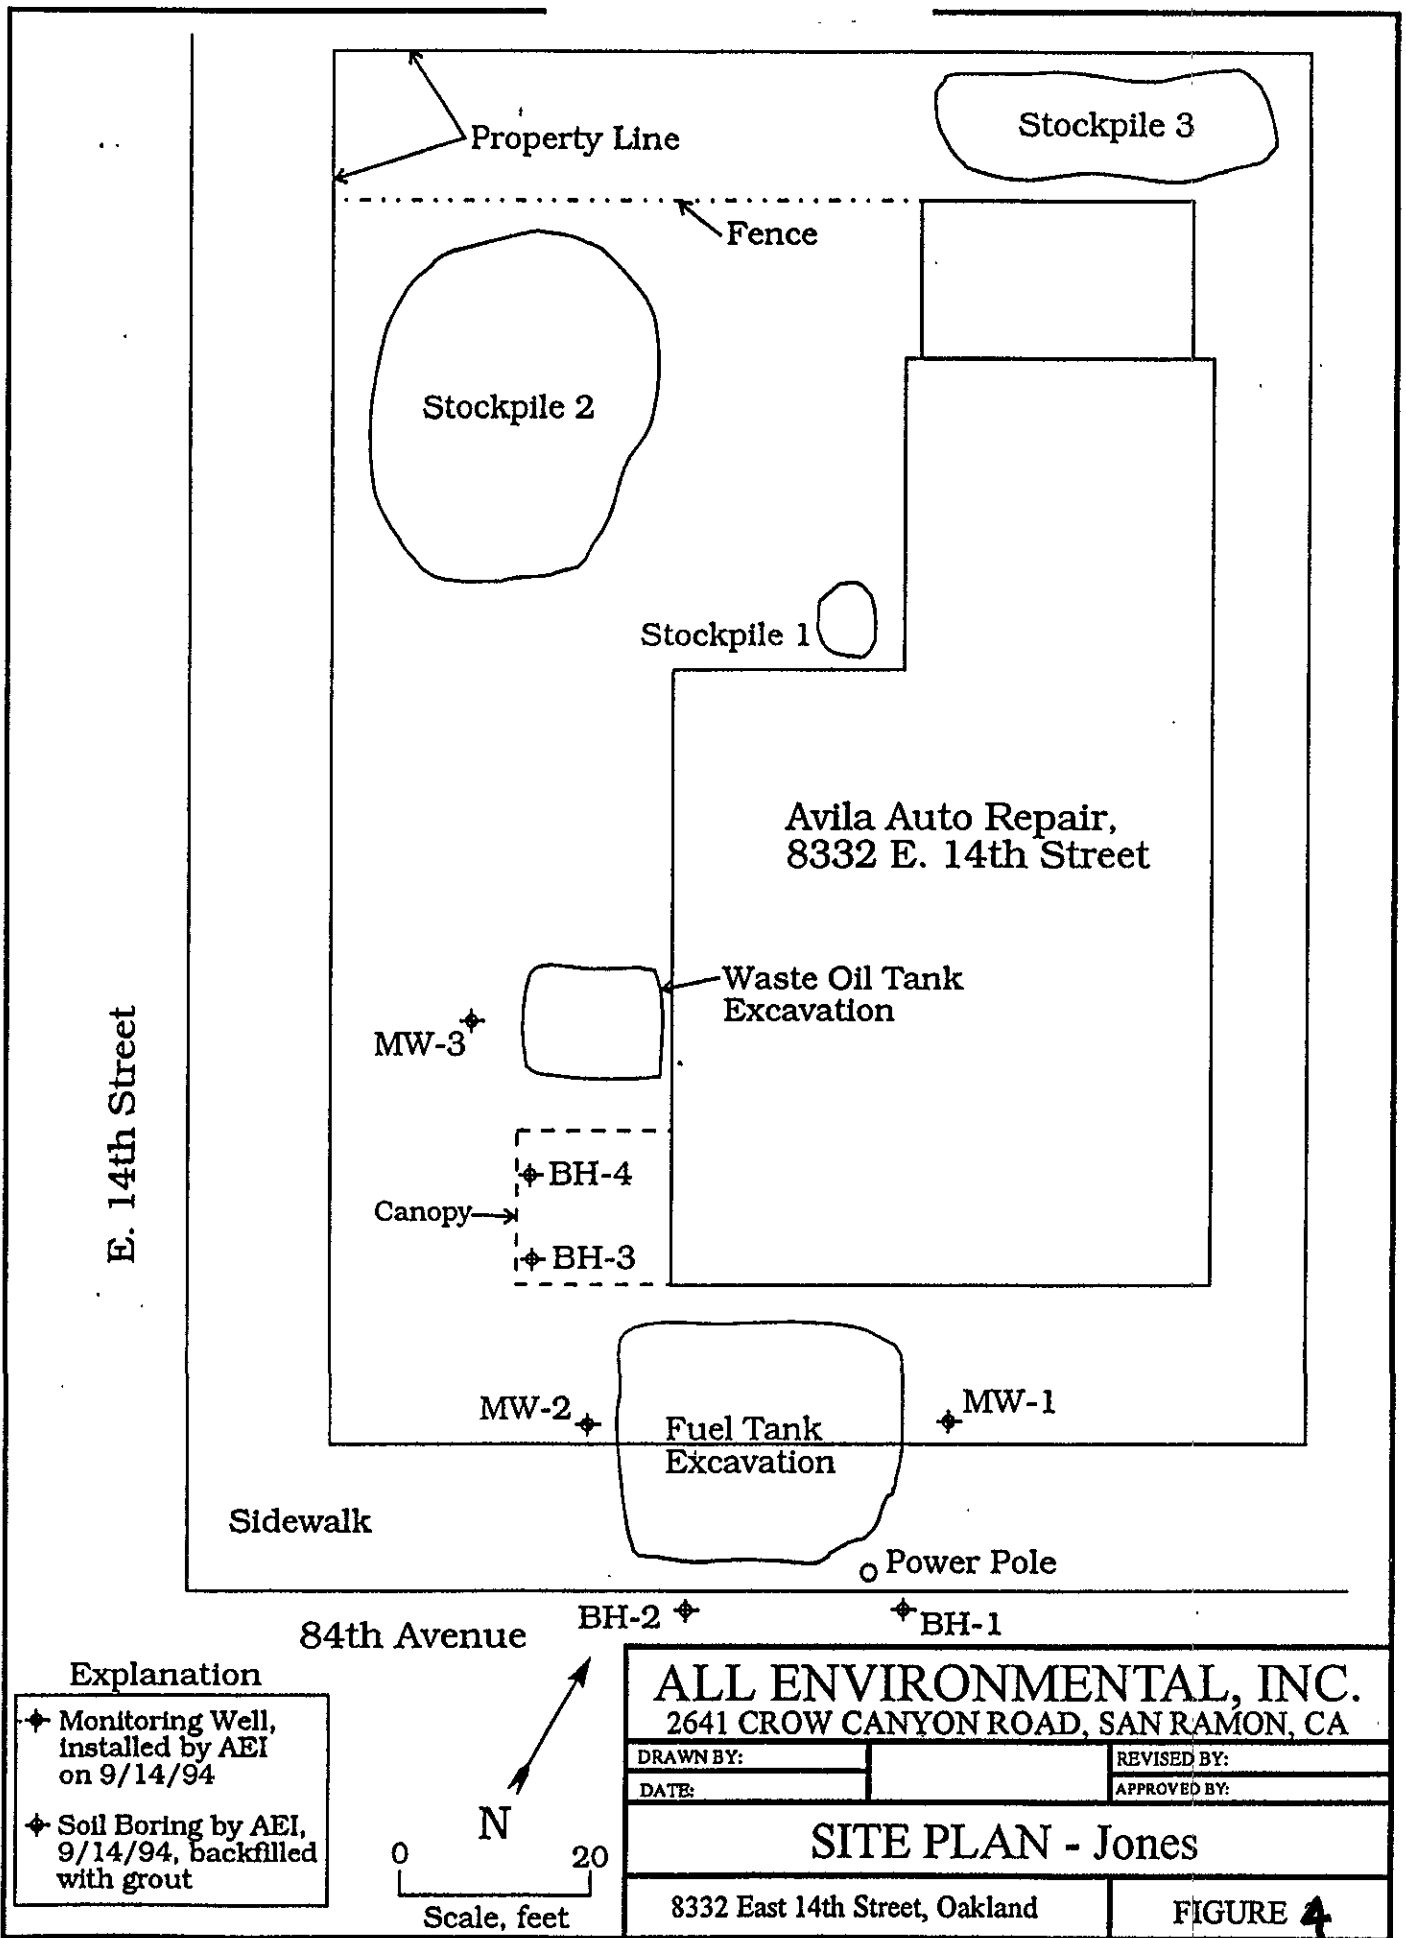 Property Line
Stockpile 3
Fence
Stockpile 2
Stockpile 1
Avila Auto Repair,
8332 E. 14th Street
Waste Oil Tank
Excavation
MW-3
E. 14th Street
BH-4
Canopy
BH-3
MW-2
MW-1
Fuel Tank
Excavation
Sidewalk
Power Pole
BH-2
BH-1
84th Avenue
Explanation
Monitoring Well,
installed by AEI
on 9/14/94
Soil Boring by AEI,
9/14/94, backfilled
with grout
N
0 20
Scale, feet
ALL ENVIRONMENTAL, INC.
2641 CROW CANYON ROAD, SAN RAMON, CA
DRAWN BY:
REVISED BY:
DATE:
APPROVED BY:
SITE PLAN - Jones
8332 East 14th Street, Oakland
FIGURE 4